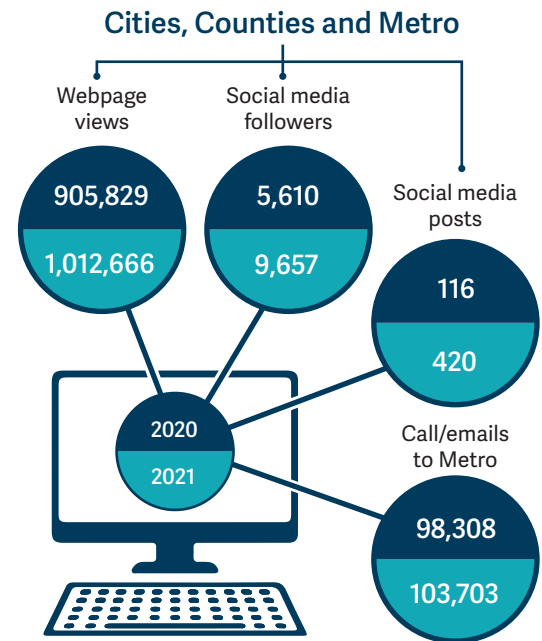 Cities, Counties and Metro
Webpage
views
905,829
1,012,666
Social media
followers
5,610
9,657
Social media
posts
116
420
2020
2021
Call/emails
to Metro
98,308
103,703